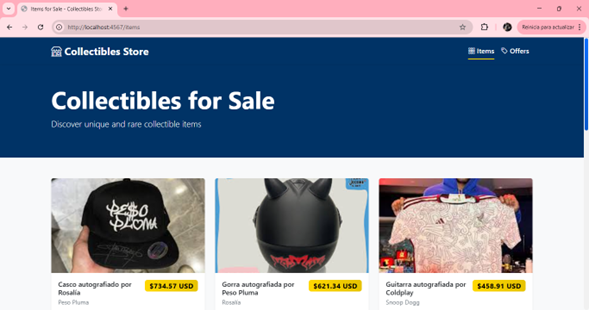 Items for Sale - Collectibles Sto
http://localhost:4567/items
Reinicia para actualizar
Collectibles Store
Items
Offers
Collectibles for Sale
Discover unique and rare collectible items
PESO
PLUMA
Casco autografiado por
Rosalía
$734.57 USD
Peso Pluma
Gorra autografiada por
Peso Pluma
$621.34 USD
Rosalía
Guitarra autografiada por
Coldplay
$458.91 USD
Snoop Dogg